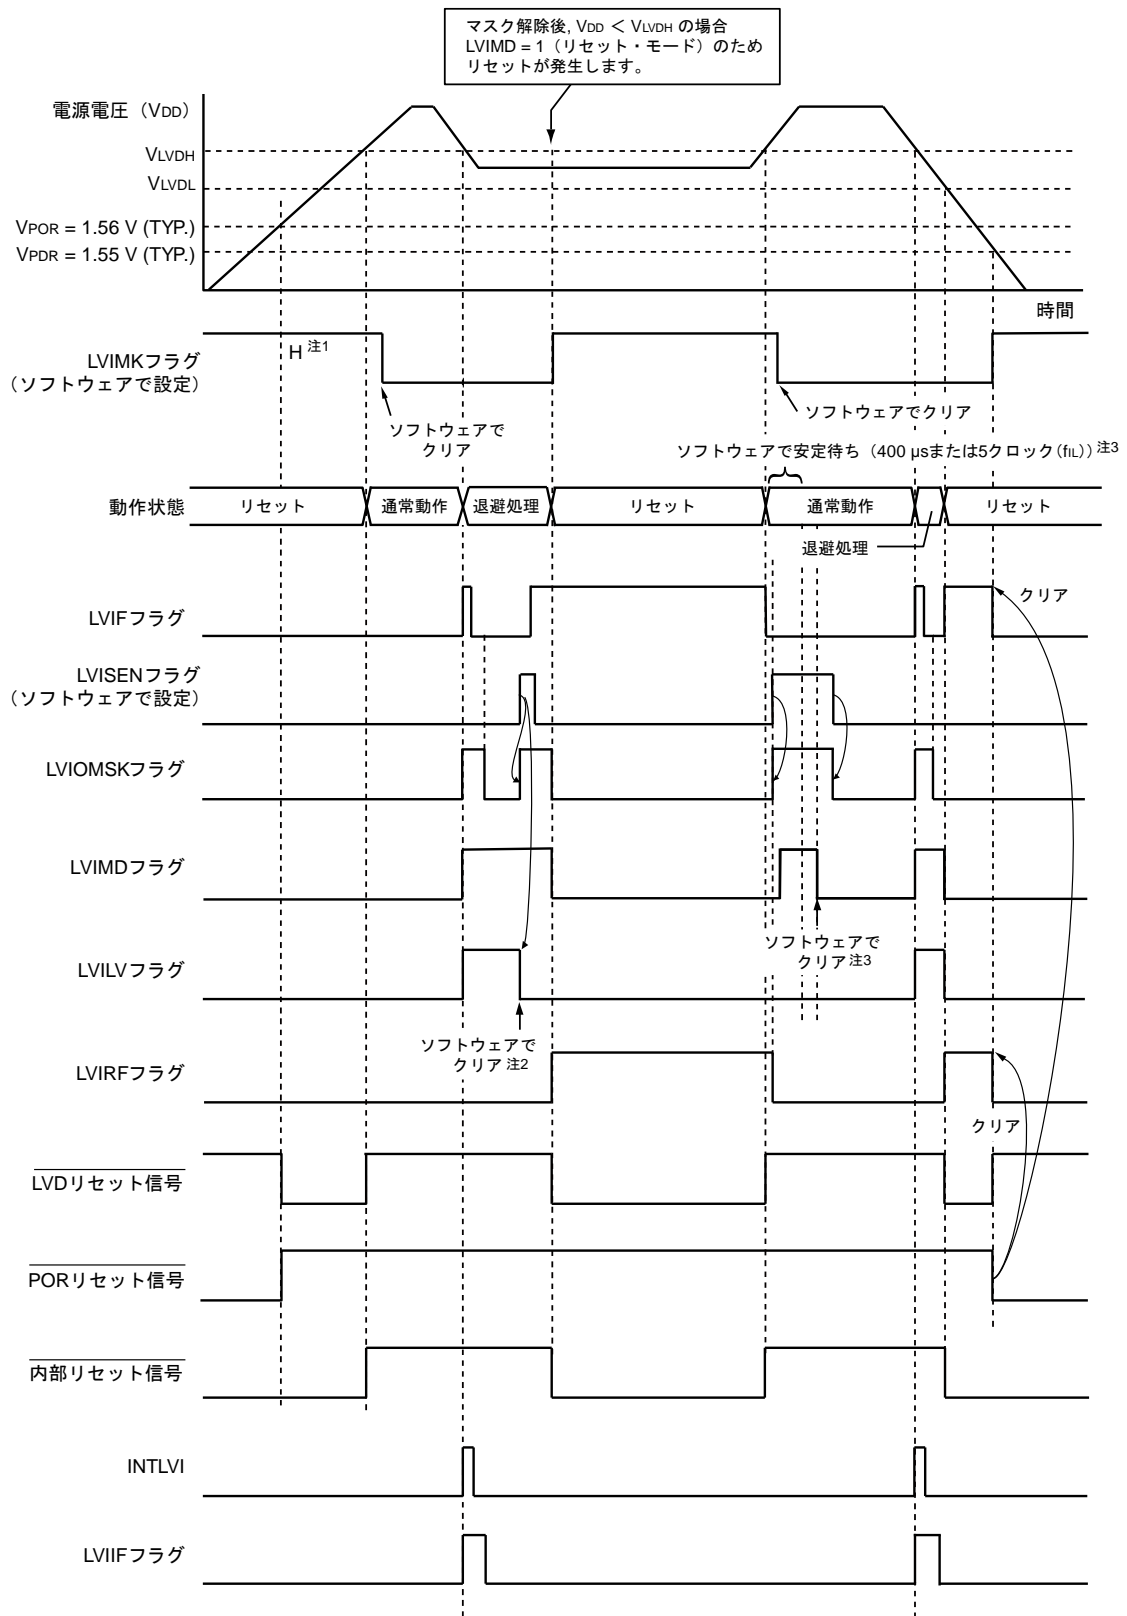 マスク解除後, VDD ＜ VLVDH の場合
LVIMD = 1（リセット・モード）のため
リセットが発生します。
電源電圧（VDD）
VLVDH
VLVDL
VPOR = 1.56 V (TYP.)
VPDR = 1.55 V (TYP.)
時間
H 注1
LVIMKフラグ
（ソフトウェアで設定）
ソフトウェアで
クリア
ソフトウェアでクリア
ソフトウェアで安定待ち（400 μsまたは5クロック(fIL)）注3
動作状態
リセット
通常動作
退避処理
リセット
通常動作
リセット
退避処理
LVIFフラグ
クリア
LVISENフラグ
（ソフトウェアで設定）
LVIOMSKフラグ
LVIMDフラグ
ソフトウェアで
クリア 注3
LVILVフラグ
ソフトウェアで
クリア 注2
LVIRFフラグ
クリア
LVDリセット信号
PORリセット信号
内部リセット信号
INTLVI
LVIIFフラグ